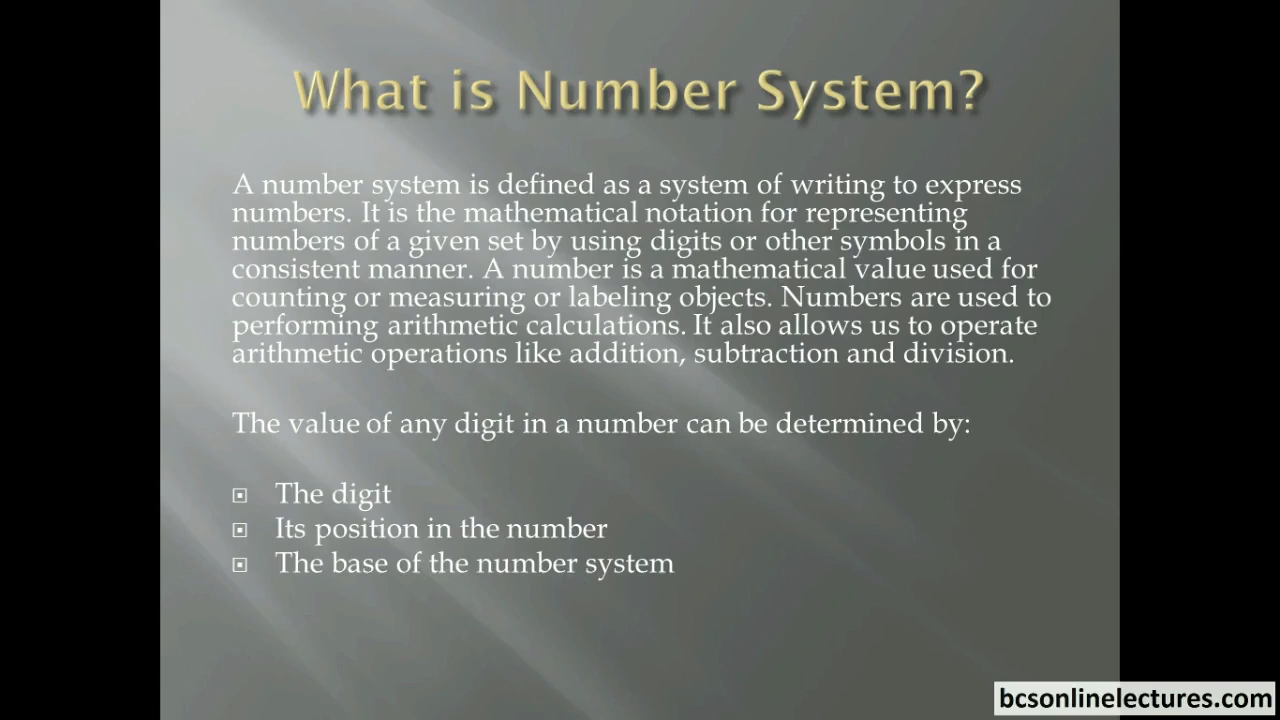 What is Number System?
A number system is defined as a system of writing to express
numbers. It is the mathematical notation for representing
numbers of a given set by using digits or other symbols in a
consistent manner. A number is a mathematical value used for
counting or measuring or labeling objects. Numbers are used to
performing arithmetic calculations. It also allows us to operate
arithmetic operations like addition, subtraction and division.
The value of any digit in a number can be determined by:
The digit
Its position in the number
The base of the number system
bcsonlinelectures.com